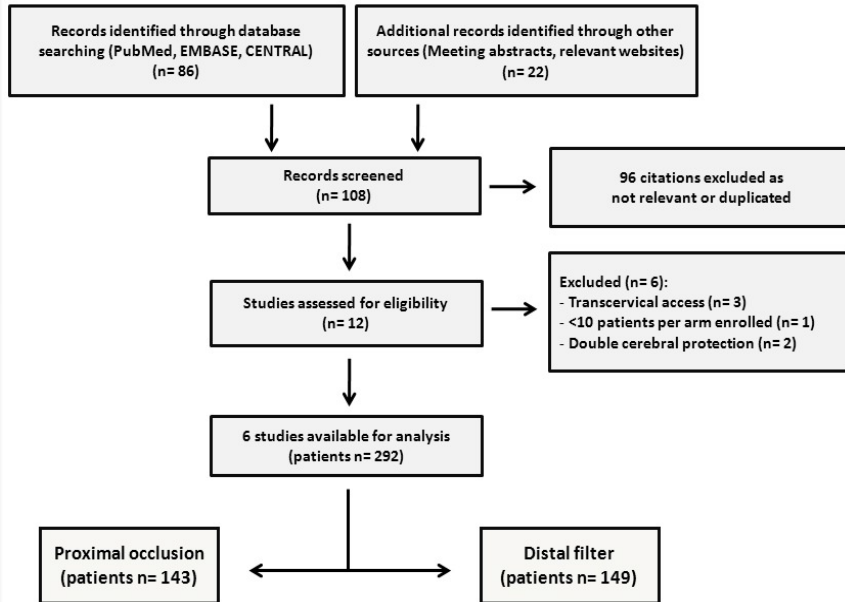 Records identified through database
searching (PubMed, EMBASE, CENTRAL)
(n= 86)
Additional records identified through other
sources (Meeting abstracts, relevant websites)
(n= 22)
Records screened
(n= 108)
96 citations excluded as
not relevant or duplicated
Studies assessed for eligibility
(n= 12)
Excluded (n= 6):
- Transcervical access (n= 3)
- <10 patients per arm enrolled (n= 1)
- Double cerebral protection (n= 2)
6 studies available for analysis
(patients n= 292)
Proximal occlusion
(patients n= 143)
Distal filter
(patients n= 149)